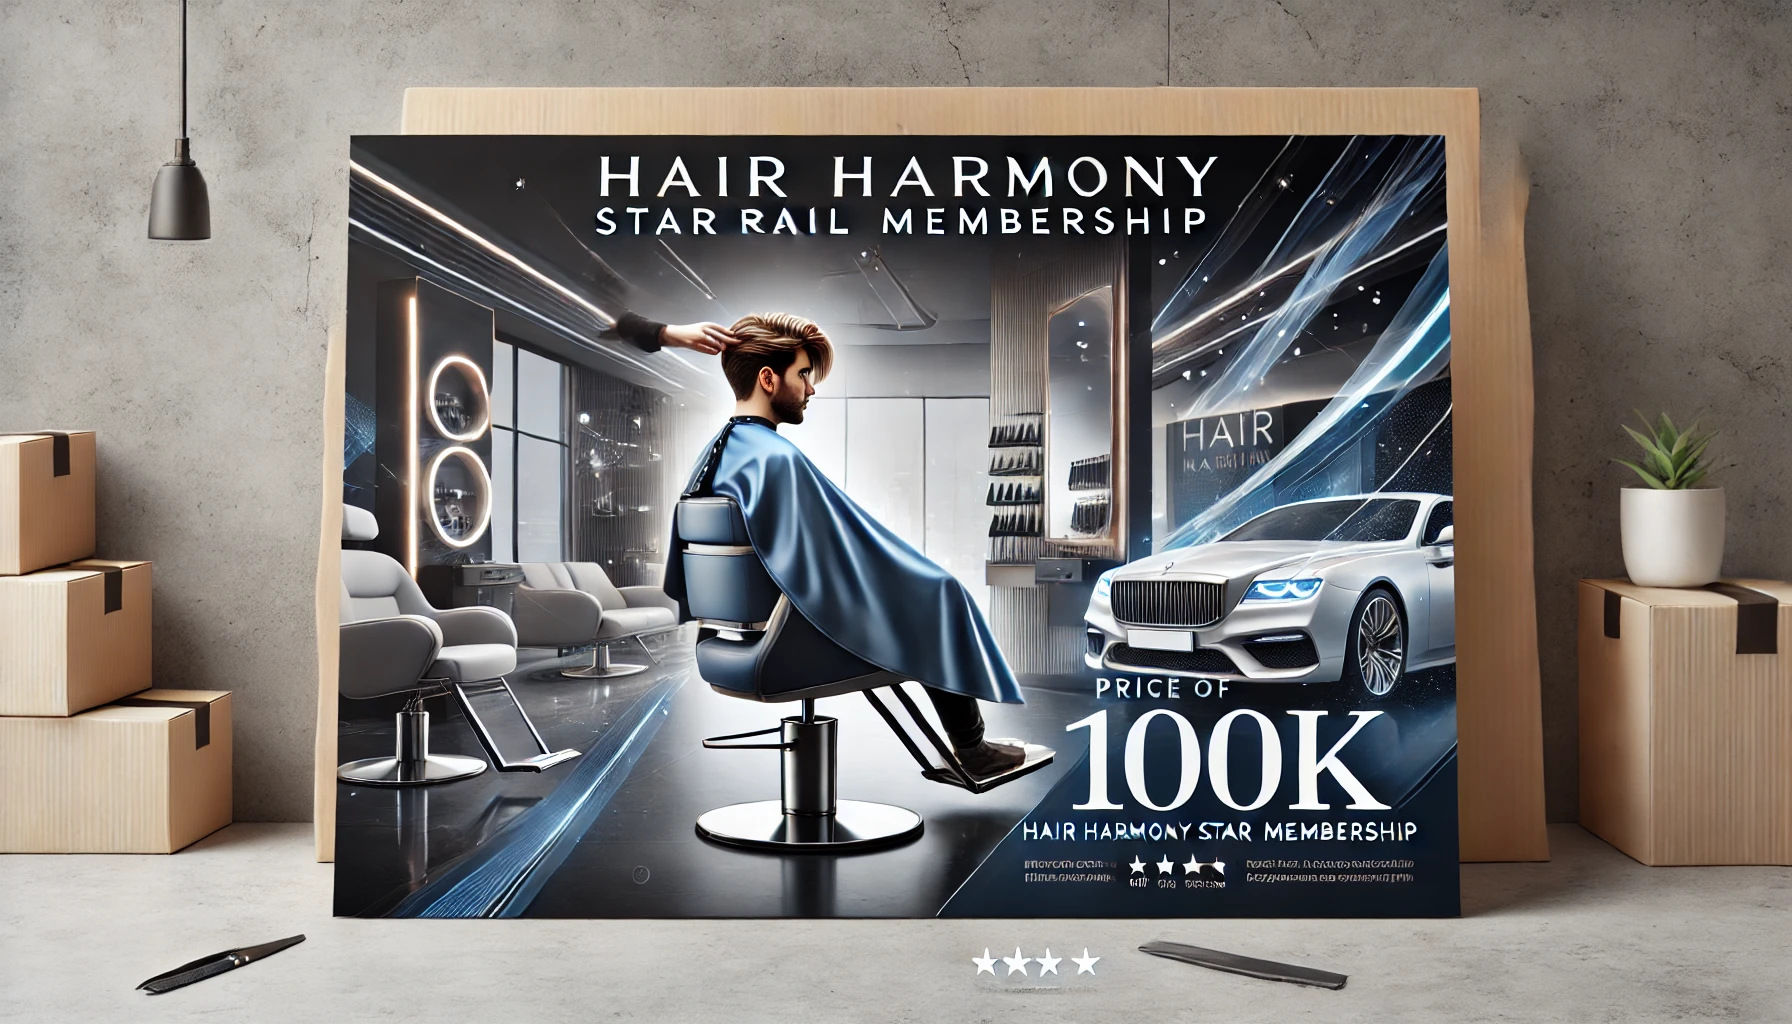 HAIR HARMONY
STAR RAIL MEMBERSHIP
HAIR
PRICE OF
100K
HAIR HARMONY STAR MEMBERSHIP